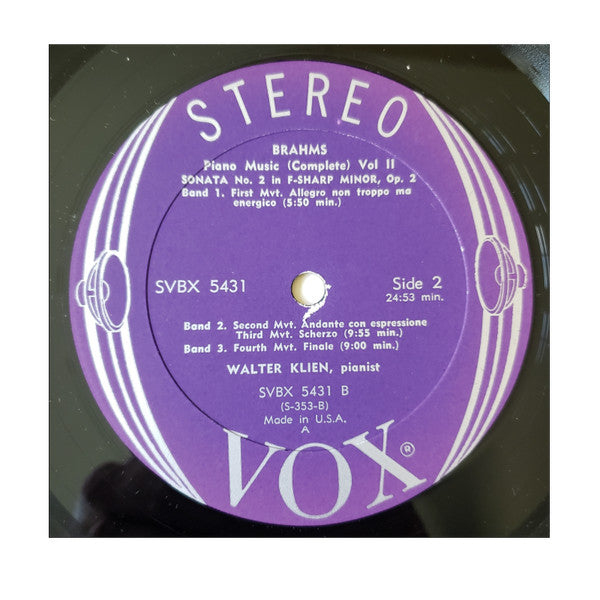 STEREO
BRAHMS
Piano Music (Complete) Vol II
SONATA No. 2 in F-SHARP MINOR, Op. 2
Band 1. First Mvt. Allegro non troppo ma
energico (5:50 min.)
SVBX 5431
Side 2
24:53 min.
Band 2. Second Mvt. Andante con espressione
Third Mvt. Scherzo (9:55 min.)
Band 3. Fourth Mvt. Finale (9:00 min.)
WALTER KLIEN, pianist
SVBX 5431 B
(S-353-B)
Made in U.S.A.
A
VOX®